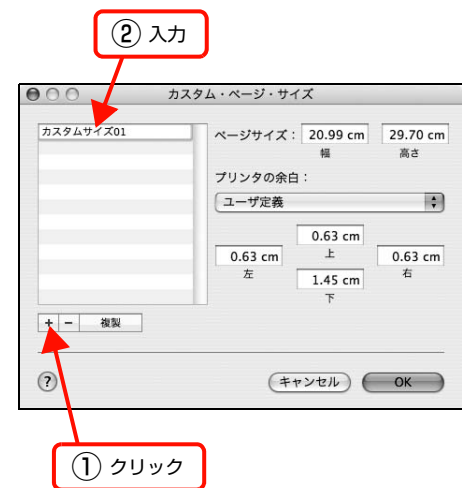 ② 入力
カスタム・ページ・サイズ
カスタムサイズ01
ページサイズ： 20.99 cm 29.70 cm
幅 高さ
プリンタの余白：
ユーザ定義
0.63 cm
上
0.63 cm 0.63 cm
左 右
1.45 cm
下
+ − 複製
? キャンセル OK
① クリック